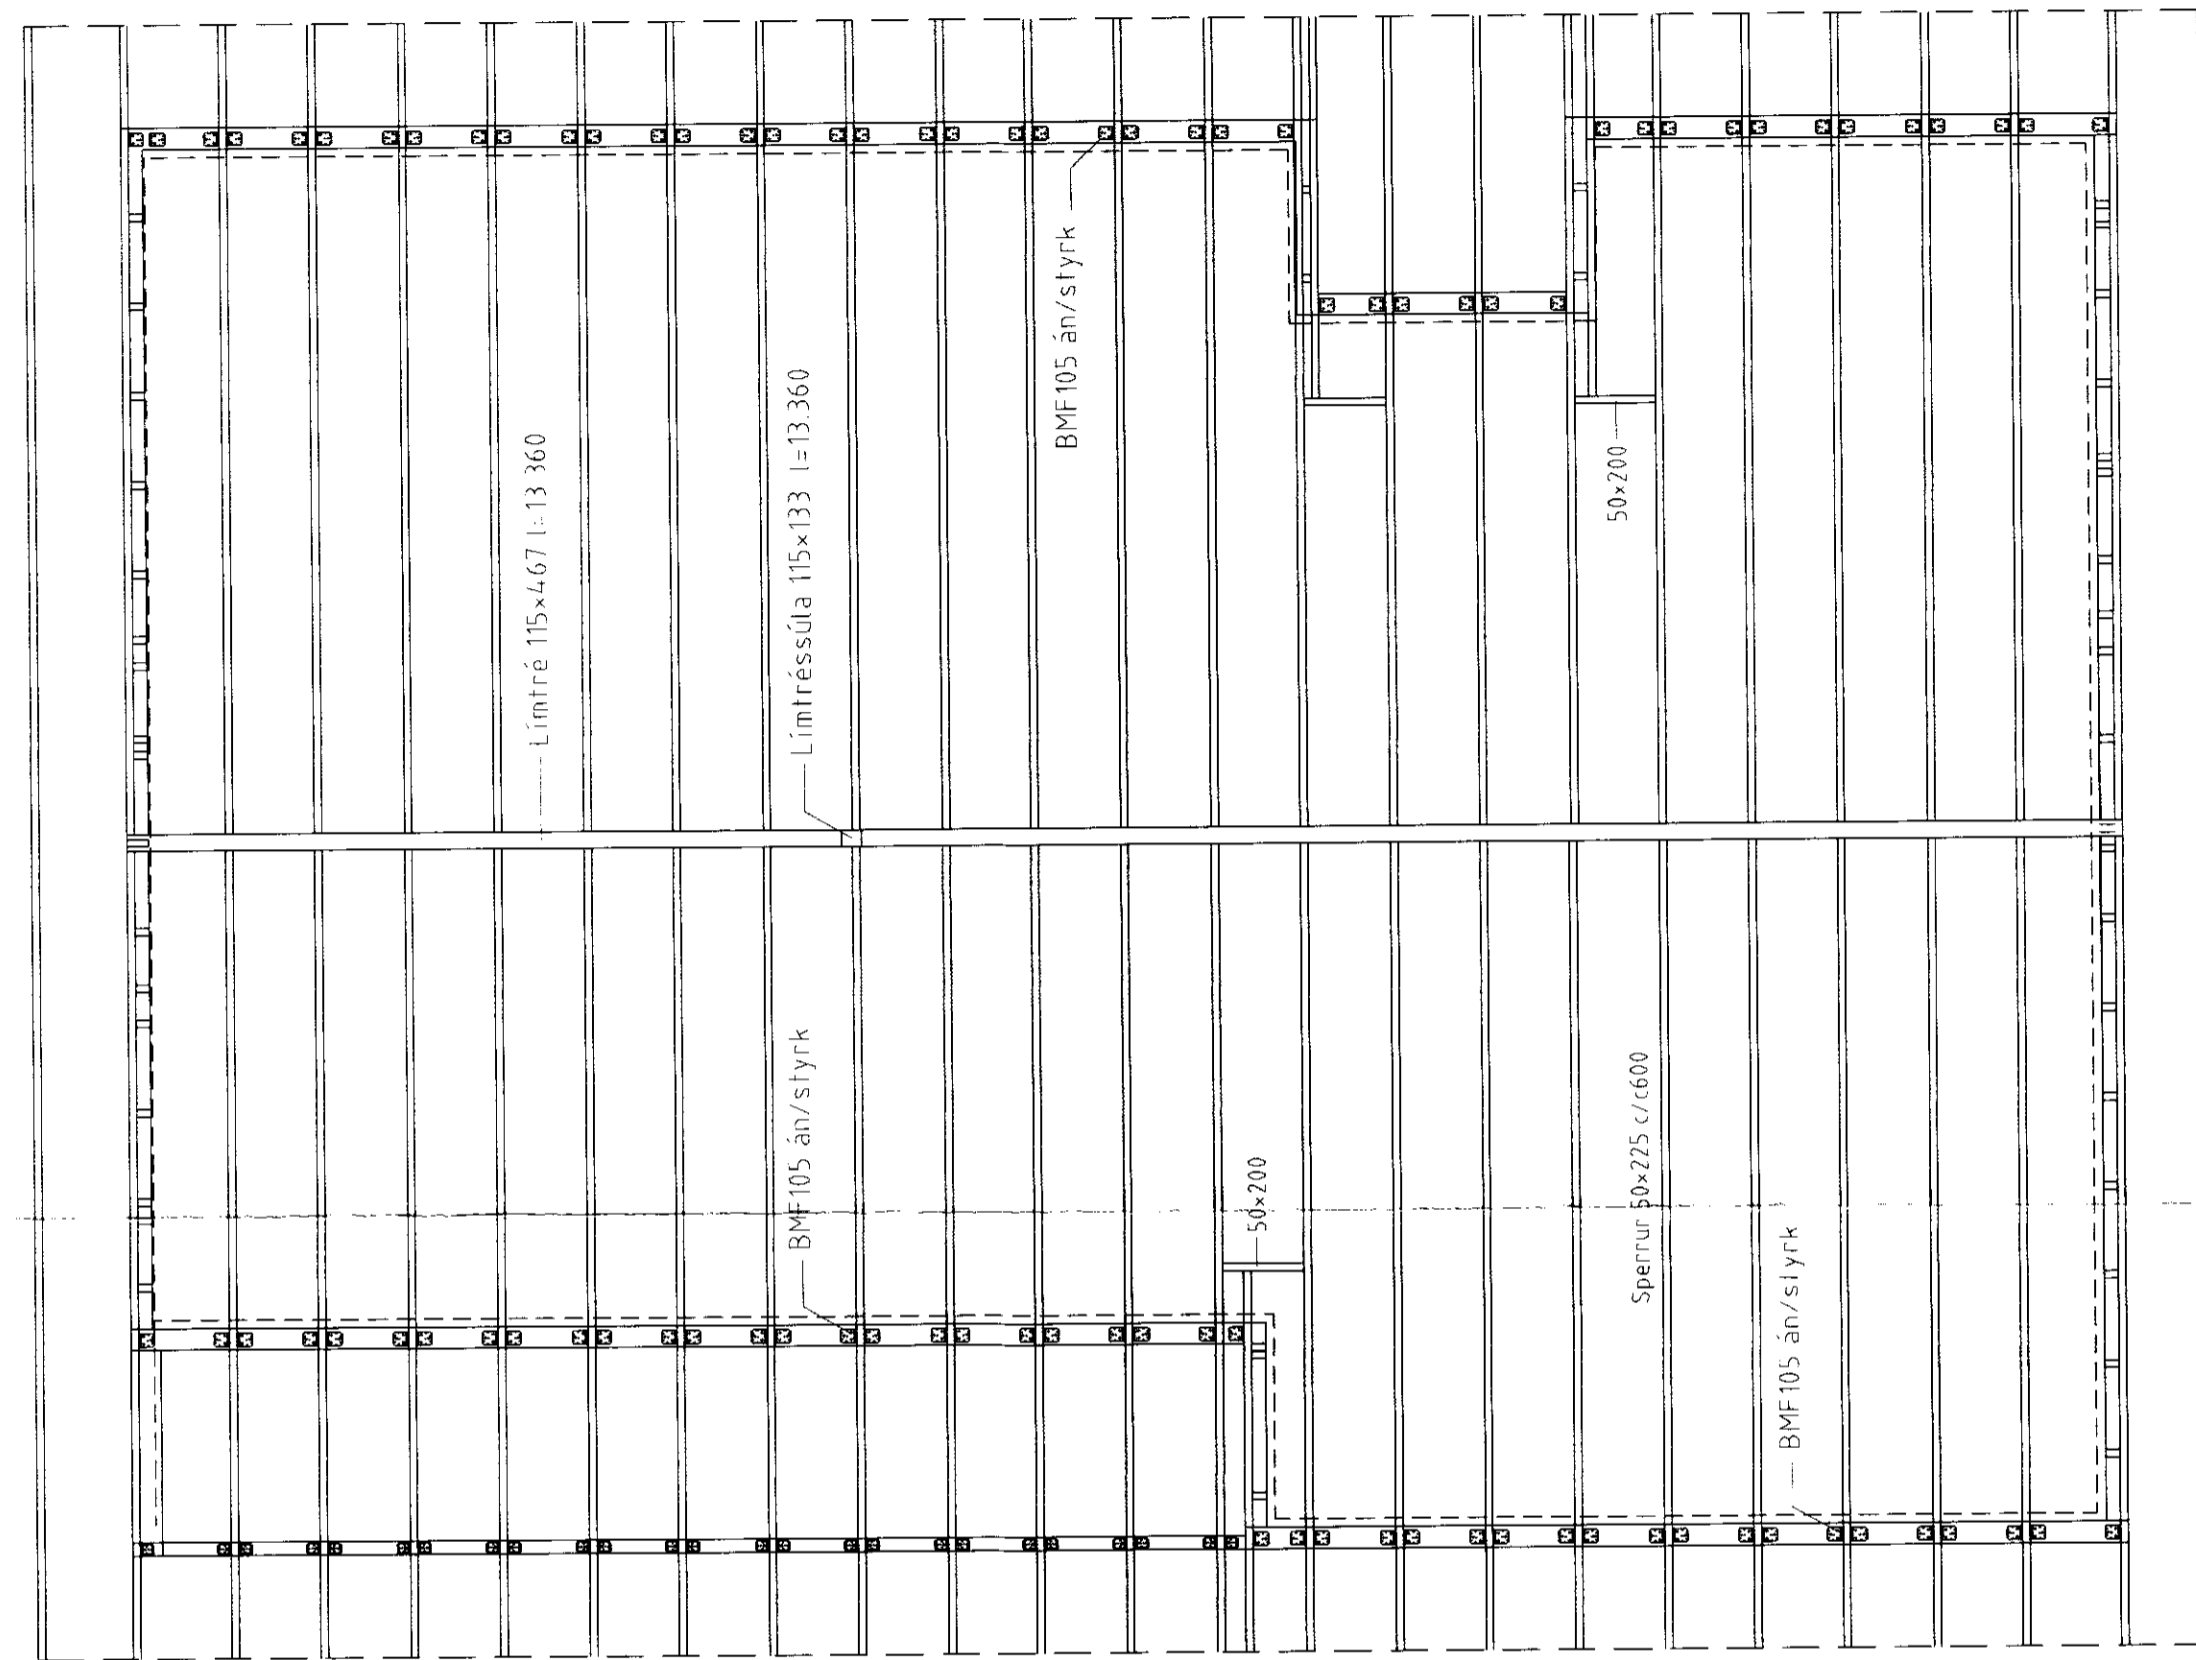 Límtré 115×467 l=13 360
Límtréssúla 115×133 l=13.360
BMF105 án/styrk
50×200
BMF105 án/styrk
50×200
Sperrur 50×225 c/c600
BMF105 án/styrk